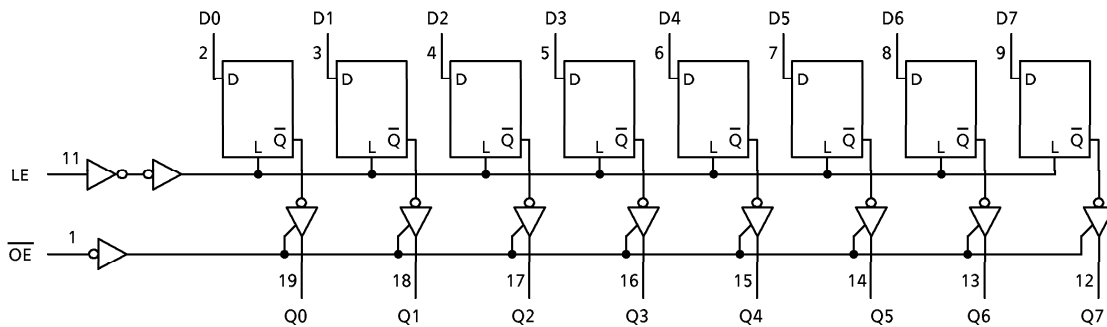 D0 D1 D2 D3 D4 D5 D6 D7
2 3 4 5 6 7 8 9
D D D D D D D D
L Q̅ L Q̅ L Q̅ L Q̅ L Q̅ L Q̅ L Q̅ L Q̅
11
LE
1
O̅E̅
19 18 17 16 15 14 13 12
Q0 Q1 Q2 Q3 Q4 Q5 Q6 Q7